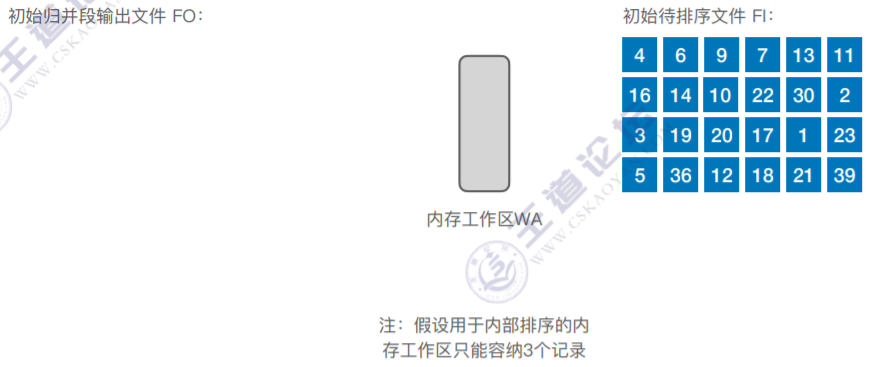 初始归并段输出文件 FO：
初始待排序文件 FI：
4 6 9 7 13 11
16 14 10 22 30 2
3 19 20 17 1 23
5 36 12 18 21 39
内存工作区WA
注：假设用于内部排序的内
存工作区只能容纳3个记录
王道论坛
WWW.CSKAOYAN.COM